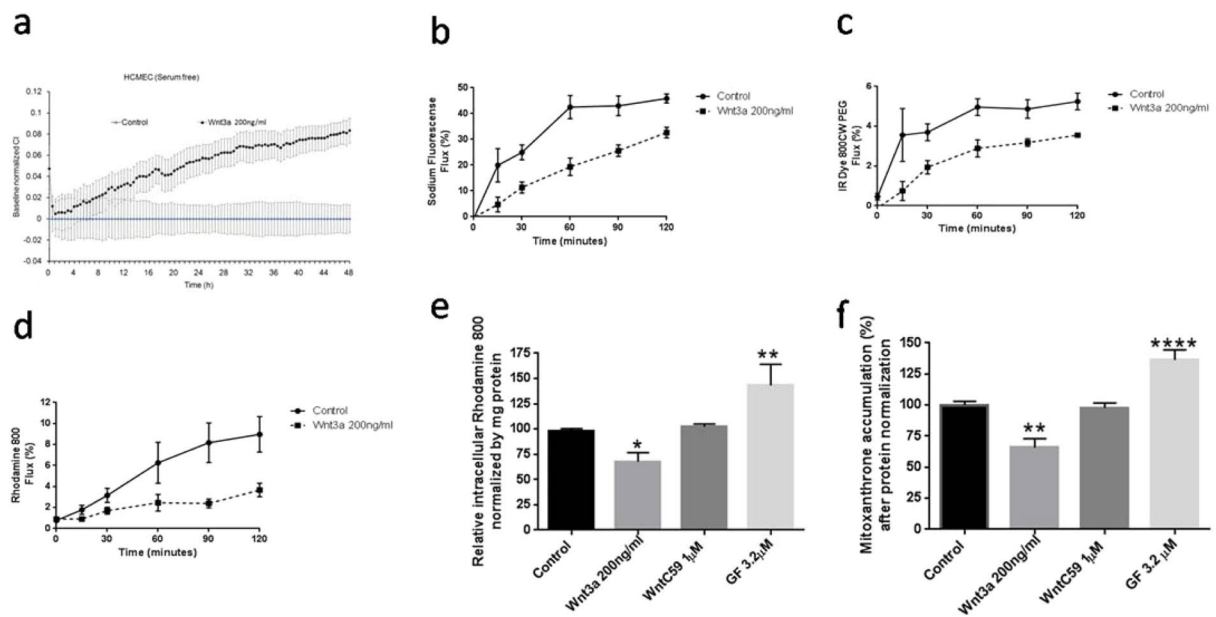 a
HCMEC (Serum free)
Control
Wnt3a 200ng/ml
Baseline normalized CI
0.12
0.1
0.08
0.06
0.04
0.02
0
-0.02
-0.04
0 4 8 12 16 20 24 28 32 36 40 44 48
Time (h)
b
Control
Wnt3a 200ng/ml
Sodium Fluorescense
Flux (%)
50
40
30
20
10
0
0 30 60 90 120
Time (minutes)
c
Control
Wnt3a 200ng/ml
IR Dye 800CW PEG
Flux (%)
6
4
2
0
0 30 60 90 120
Time (minutes)
d
Control
Wnt3a 200ng/ml
Rhodamine 800
Flux (%)
12
10
8
6
4
2
0
0 30 60 90 120
Time (minutes)
e
Relative intracellular Rhodamine 800
normalized by mg protein
175
150
125
100
75
50
25
0
*
**
Control
Wnt3a 200ng/ml
WntC59 1µM
GF 3.2µM
f
Mitoxanthrone accumulation (%)
after protein normalization
150
125
100
75
50
25
0
**
****
Control
Wnt3a 200ng/ml
WntC59 1µM
GF 3.2µM